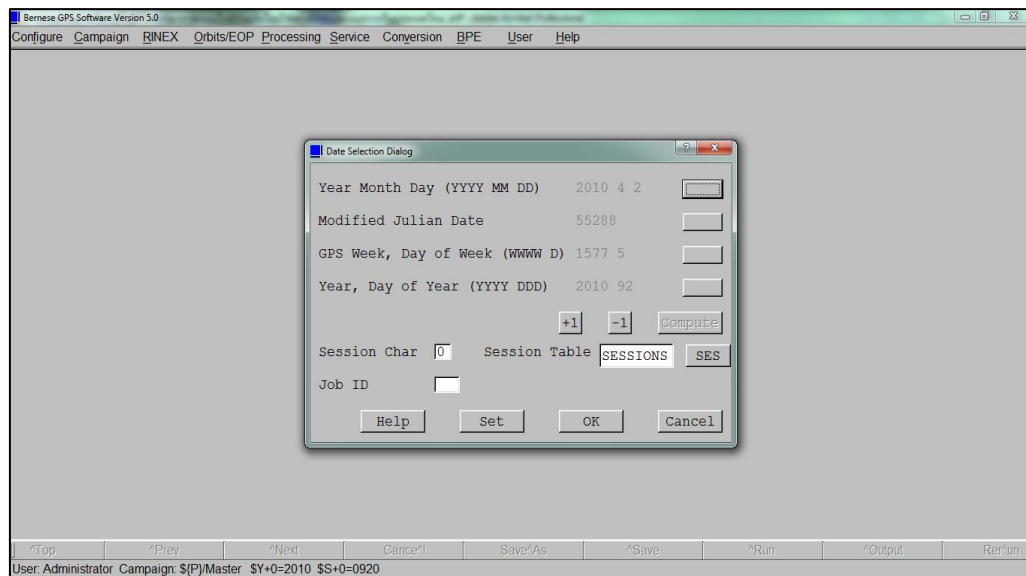 Bernese GPS Software Version 5.0
Configure Campaign RINEX Orbits/EOP Processing Service Conversion BPE User Help
Date Selection Dialog
Year Month Day (YYYY MM DD) 2010 4 2
Modified Julian Date 55288
GPS Week, Day of Week (WWWW D) 1577 5
Year, Day of Year (YYYY DDD) 2010 92
+1 -1 Compute
Session Char 0 Session Table SESSIONS SES
Job ID
Help Set OK Cancel
^Top ^Prev ^Next Cance^l Save^As ^Save ^Run ^Output Rer^un
User: Administrator Campaign: ${P}/Master $Y+0=2010 $S+0=0920